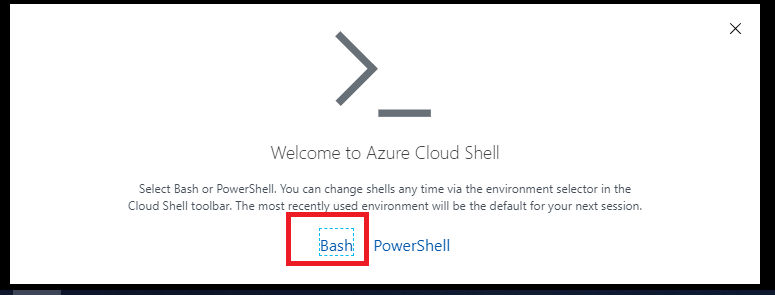 Welcome to Azure Cloud Shell
Select Bash or PowerShell. You can change shells any time via the environment selector in the
Cloud Shell toolbar. The most recently used environment will be the default for your next session.
Bash PowerShell